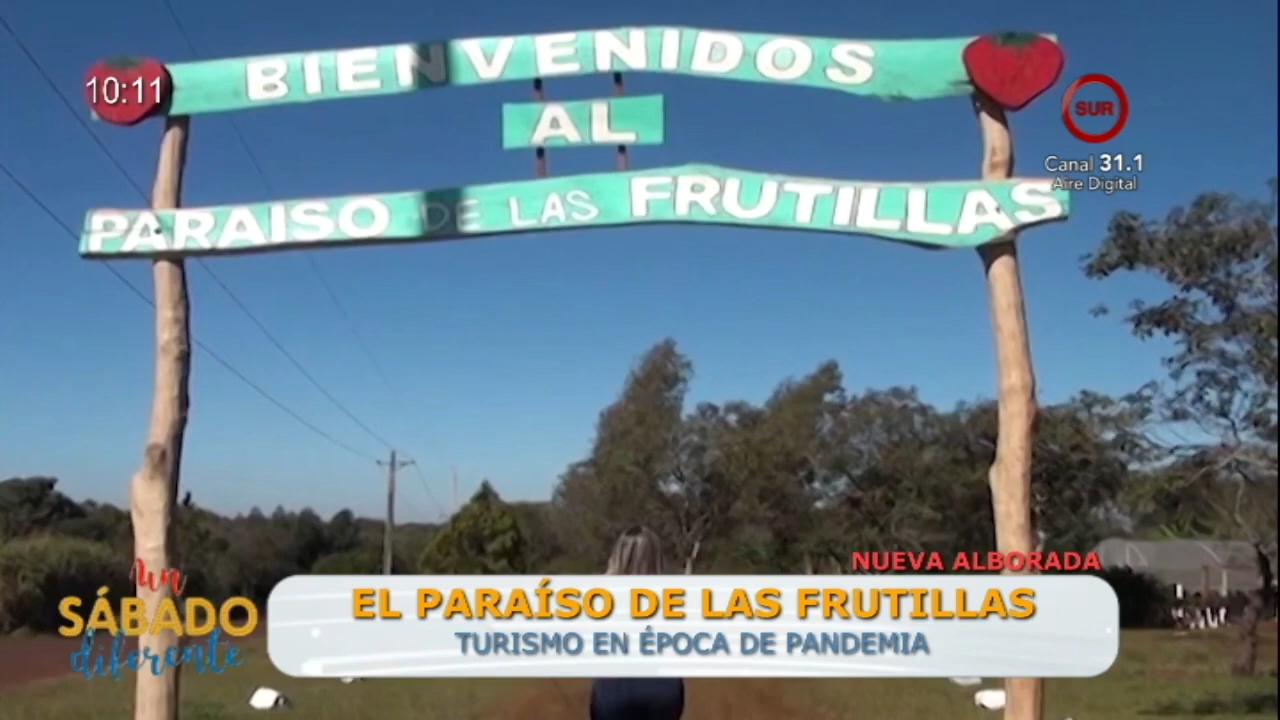 BIENVENIDOS
10:11
SUR
AL
Canal 31.1
Aire Digital
PARAISO DE LAS FRUTILLAS
NUEVA ALBORADA
Un
SÁBADO
diferente
EL PARAÍSO DE LAS FRUTILLAS
TURISMO EN ÉPOCA DE PANDEMIA